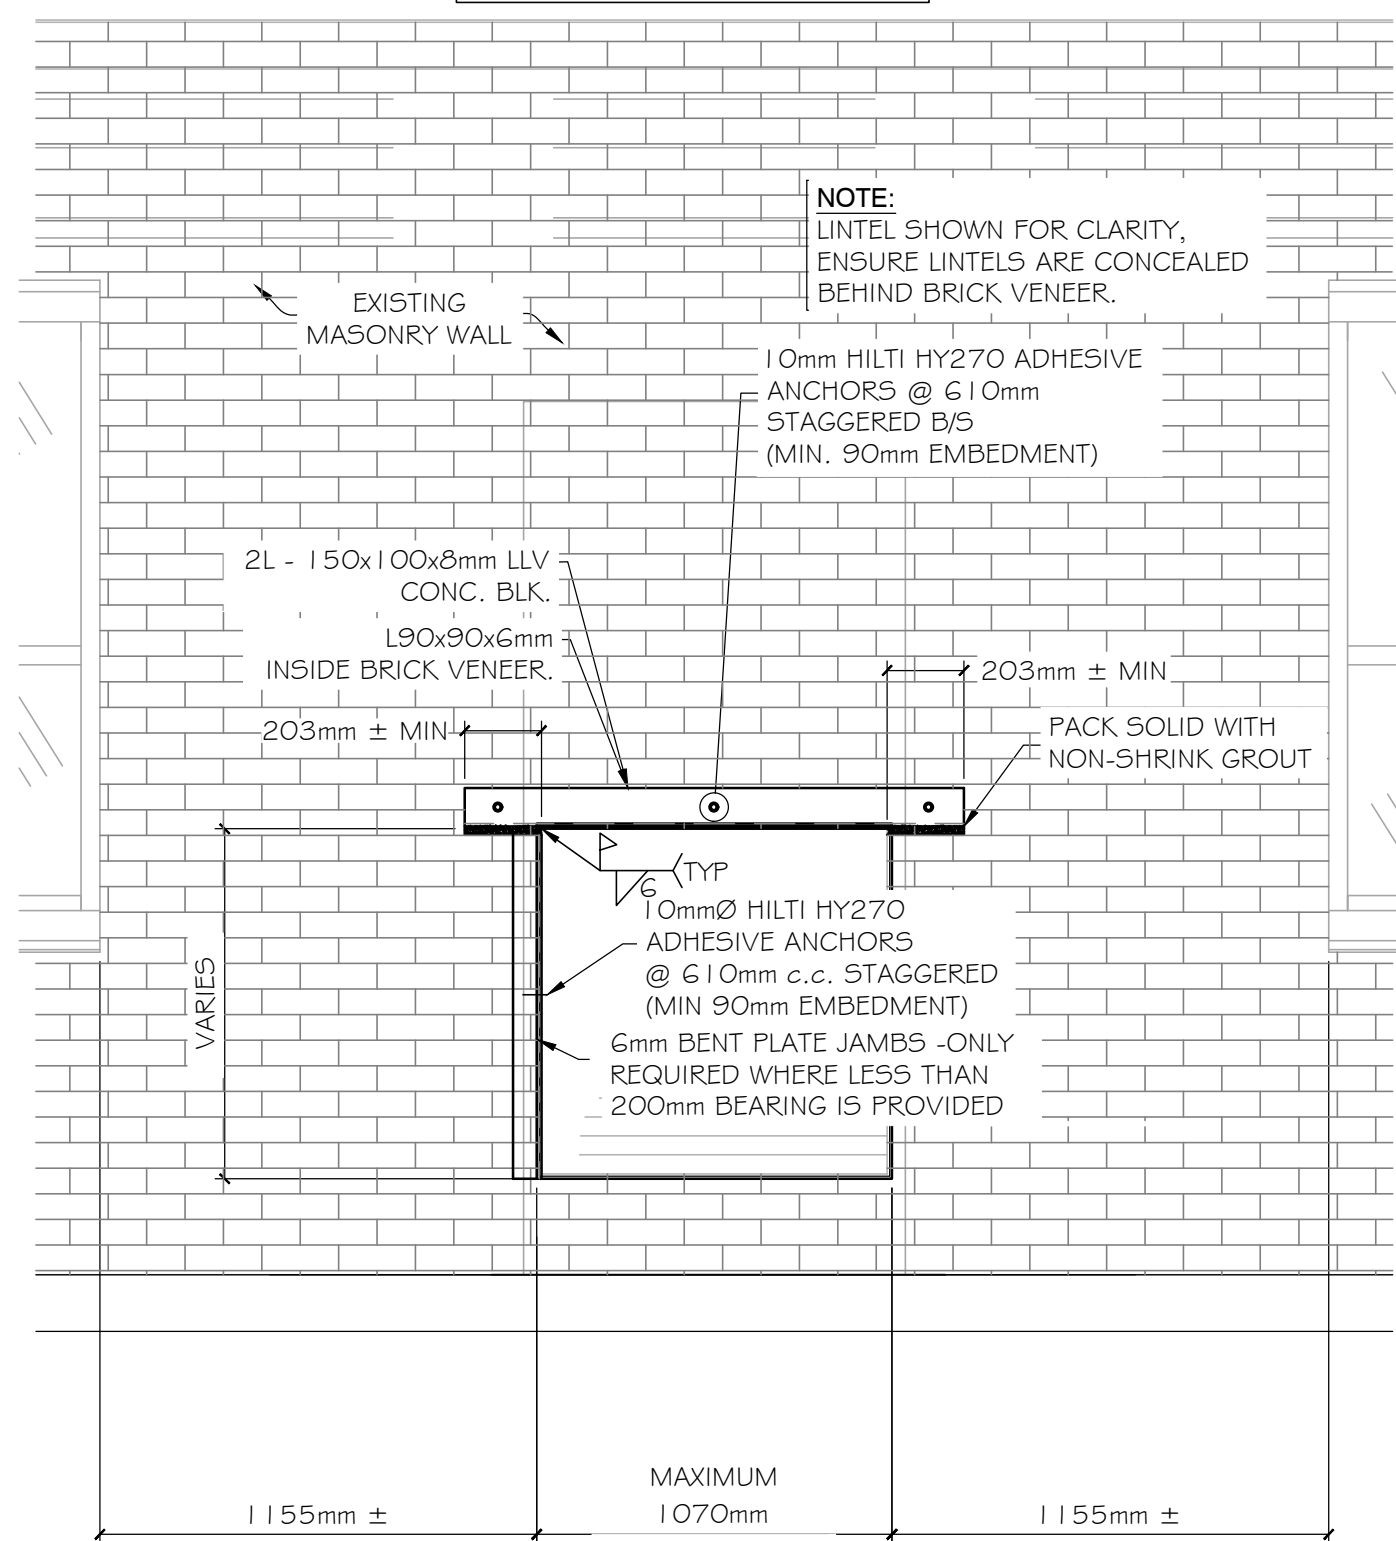 NOTE:
LINTEL SHOWN FOR CLARITY,
ENSURE LINTELS ARE CONCEALED
BEHIND BRICK VENEER.
EXISTING
MASONRY WALL
10mm HILTI HY270 ADHESIVE
ANCHORS @ 610mm
STAGGERED B/S
(MIN. 90mm EMBEDMENT)
2L - 150x100x8mm LLV
CONC. BLK.
L90x90x6mm
INSIDE BRICK VENEER.
203mm ± MIN
203mm ± MIN
PACK SOLID WITH
NON-SHRINK GROUT
TYP
6
10mmØ HILTI HY270
ADHESIVE ANCHORS
@ 610mm c.c. STAGGERED
(MIN 90mm EMBEDMENT)
VARIES
6mm BENT PLATE JAMBS -ONLY
REQUIRED WHERE LESS THAN
200mm BEARING IS PROVIDED
1155mm ±
MAXIMUM
1070mm
1155mm ±